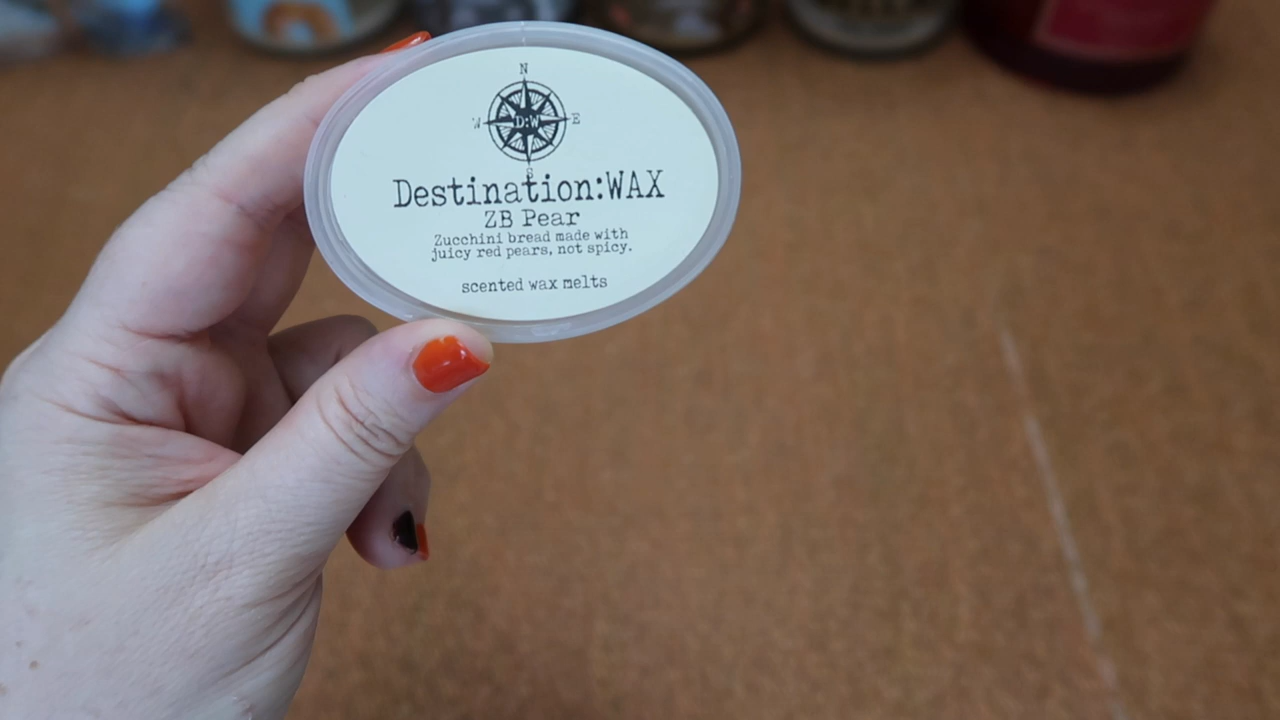 N
W D:W E
S
Destination:WAX
ZB Pear
Zucchini bread made with
juicy red pears, not spicy.
scented wax melts